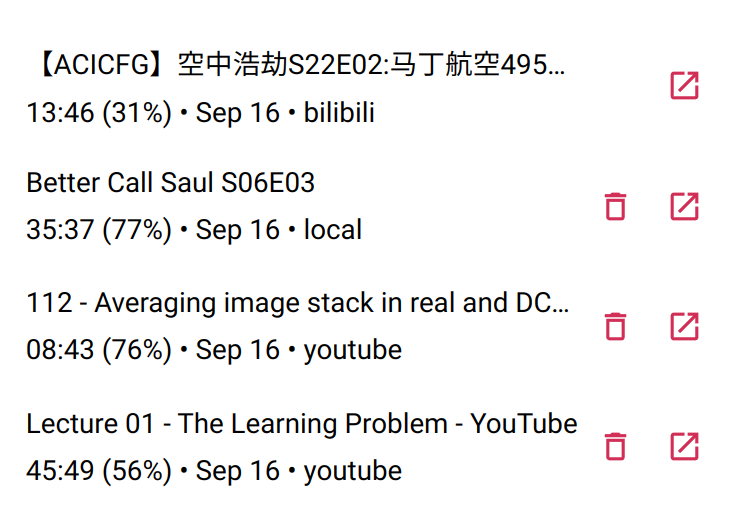 【ACICFG】空中浩劫S22E02:马丁航空495...
13:46 (31%) • Sep 16 • bilibili
Better Call Saul S06E03
35:37 (77%) • Sep 16 • local
112 - Averaging image stack in real and DC...
08:43 (76%) • Sep 16 • youtube
Lecture 01 - The Learning Problem - YouTube
45:49 (56%) • Sep 16 • youtube